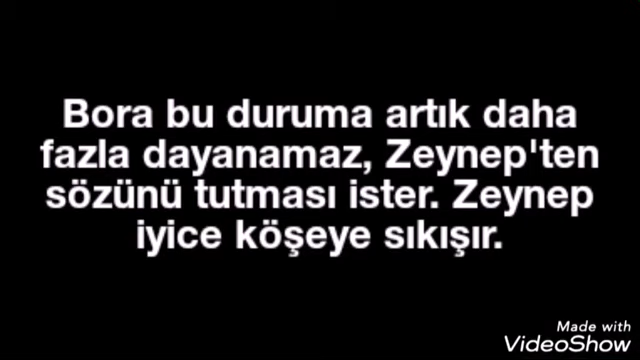 Bora bu duruma artık daha
fazla dayanamaz, Zeynep'ten
sözünü tutması ister. Zeynep
iyice köşeye sıkışır.
Made with
VideoShow